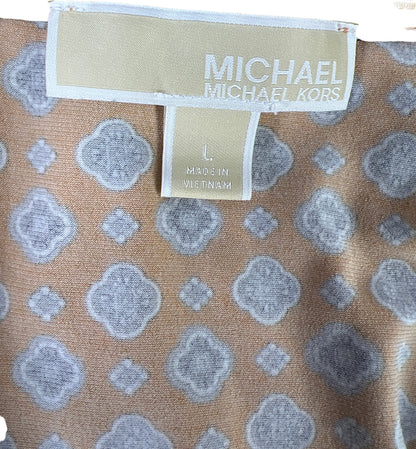 MICHAEL
MICHAEL KORS
L
MADE IN
VIETNAM